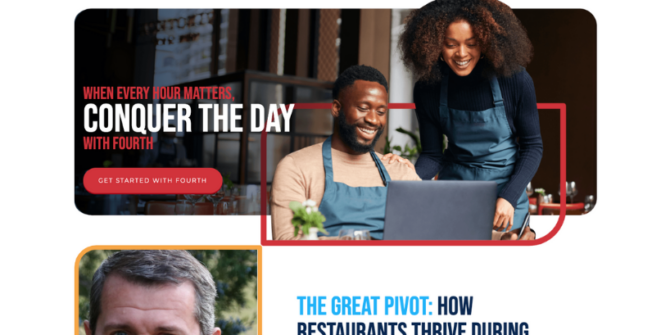 WHEN EVERY HOUR MATTERS,
CONQUER THE DAY
WITH FOURTH
GET STARTED WITH FOURTH
THE GREAT PIVOT: HOW
RESTAURANTS THRIVE DURING